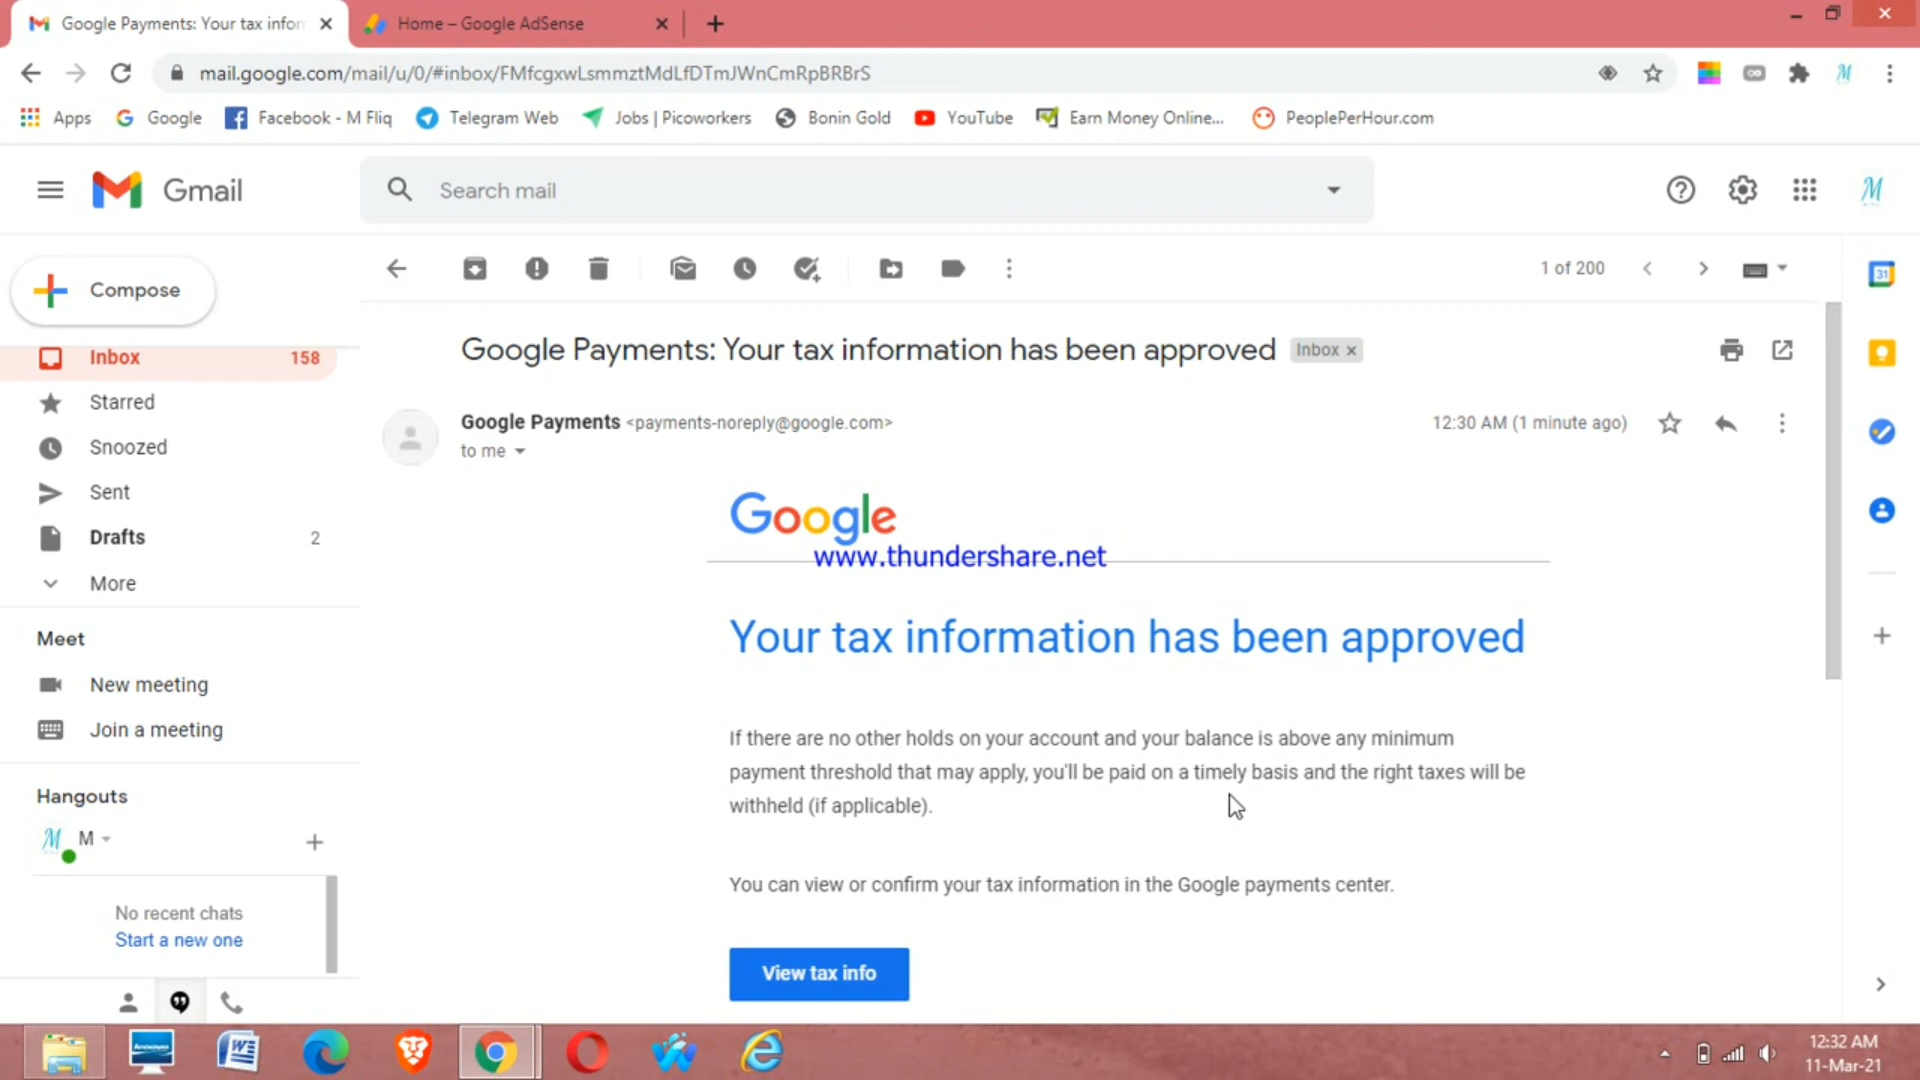 Google Payments: Your tax inforr
Home – Google AdSense
mail.google.com/mail/u/0/#inbox/FMfcgxwLsmmztMdLfDTmJWnCmRpBRBrS
Apps
Google
Facebook - M Fliq
Telegram Web
Jobs | Picoworkers
Bonin Gold
YouTube
Earn Money Online...
PeoplePerHour.com
Gmail
Search mail
Compose
1 of 200
31
Inbox 158
Google Payments: Your tax information has been approved
Inbox x
Starred
Google Payments <payments-noreply@google.com>
12:30 AM (1 minute ago)
to me
Snoozed
Sent
Drafts 2
More
Google
www.thundershare.net
Your tax information has been approved
Meet
New meeting
Join a meeting
If there are no other holds on your account and your balance is above any minimum
payment threshold that may apply, you'll be paid on a timely basis and the right taxes will be
withheld (if applicable).
Hangouts
M
You can view or confirm your tax information in the Google payments center.
No recent chats
Start a new one
View tax info
lenovo
12:32 AM
11-Mar-21